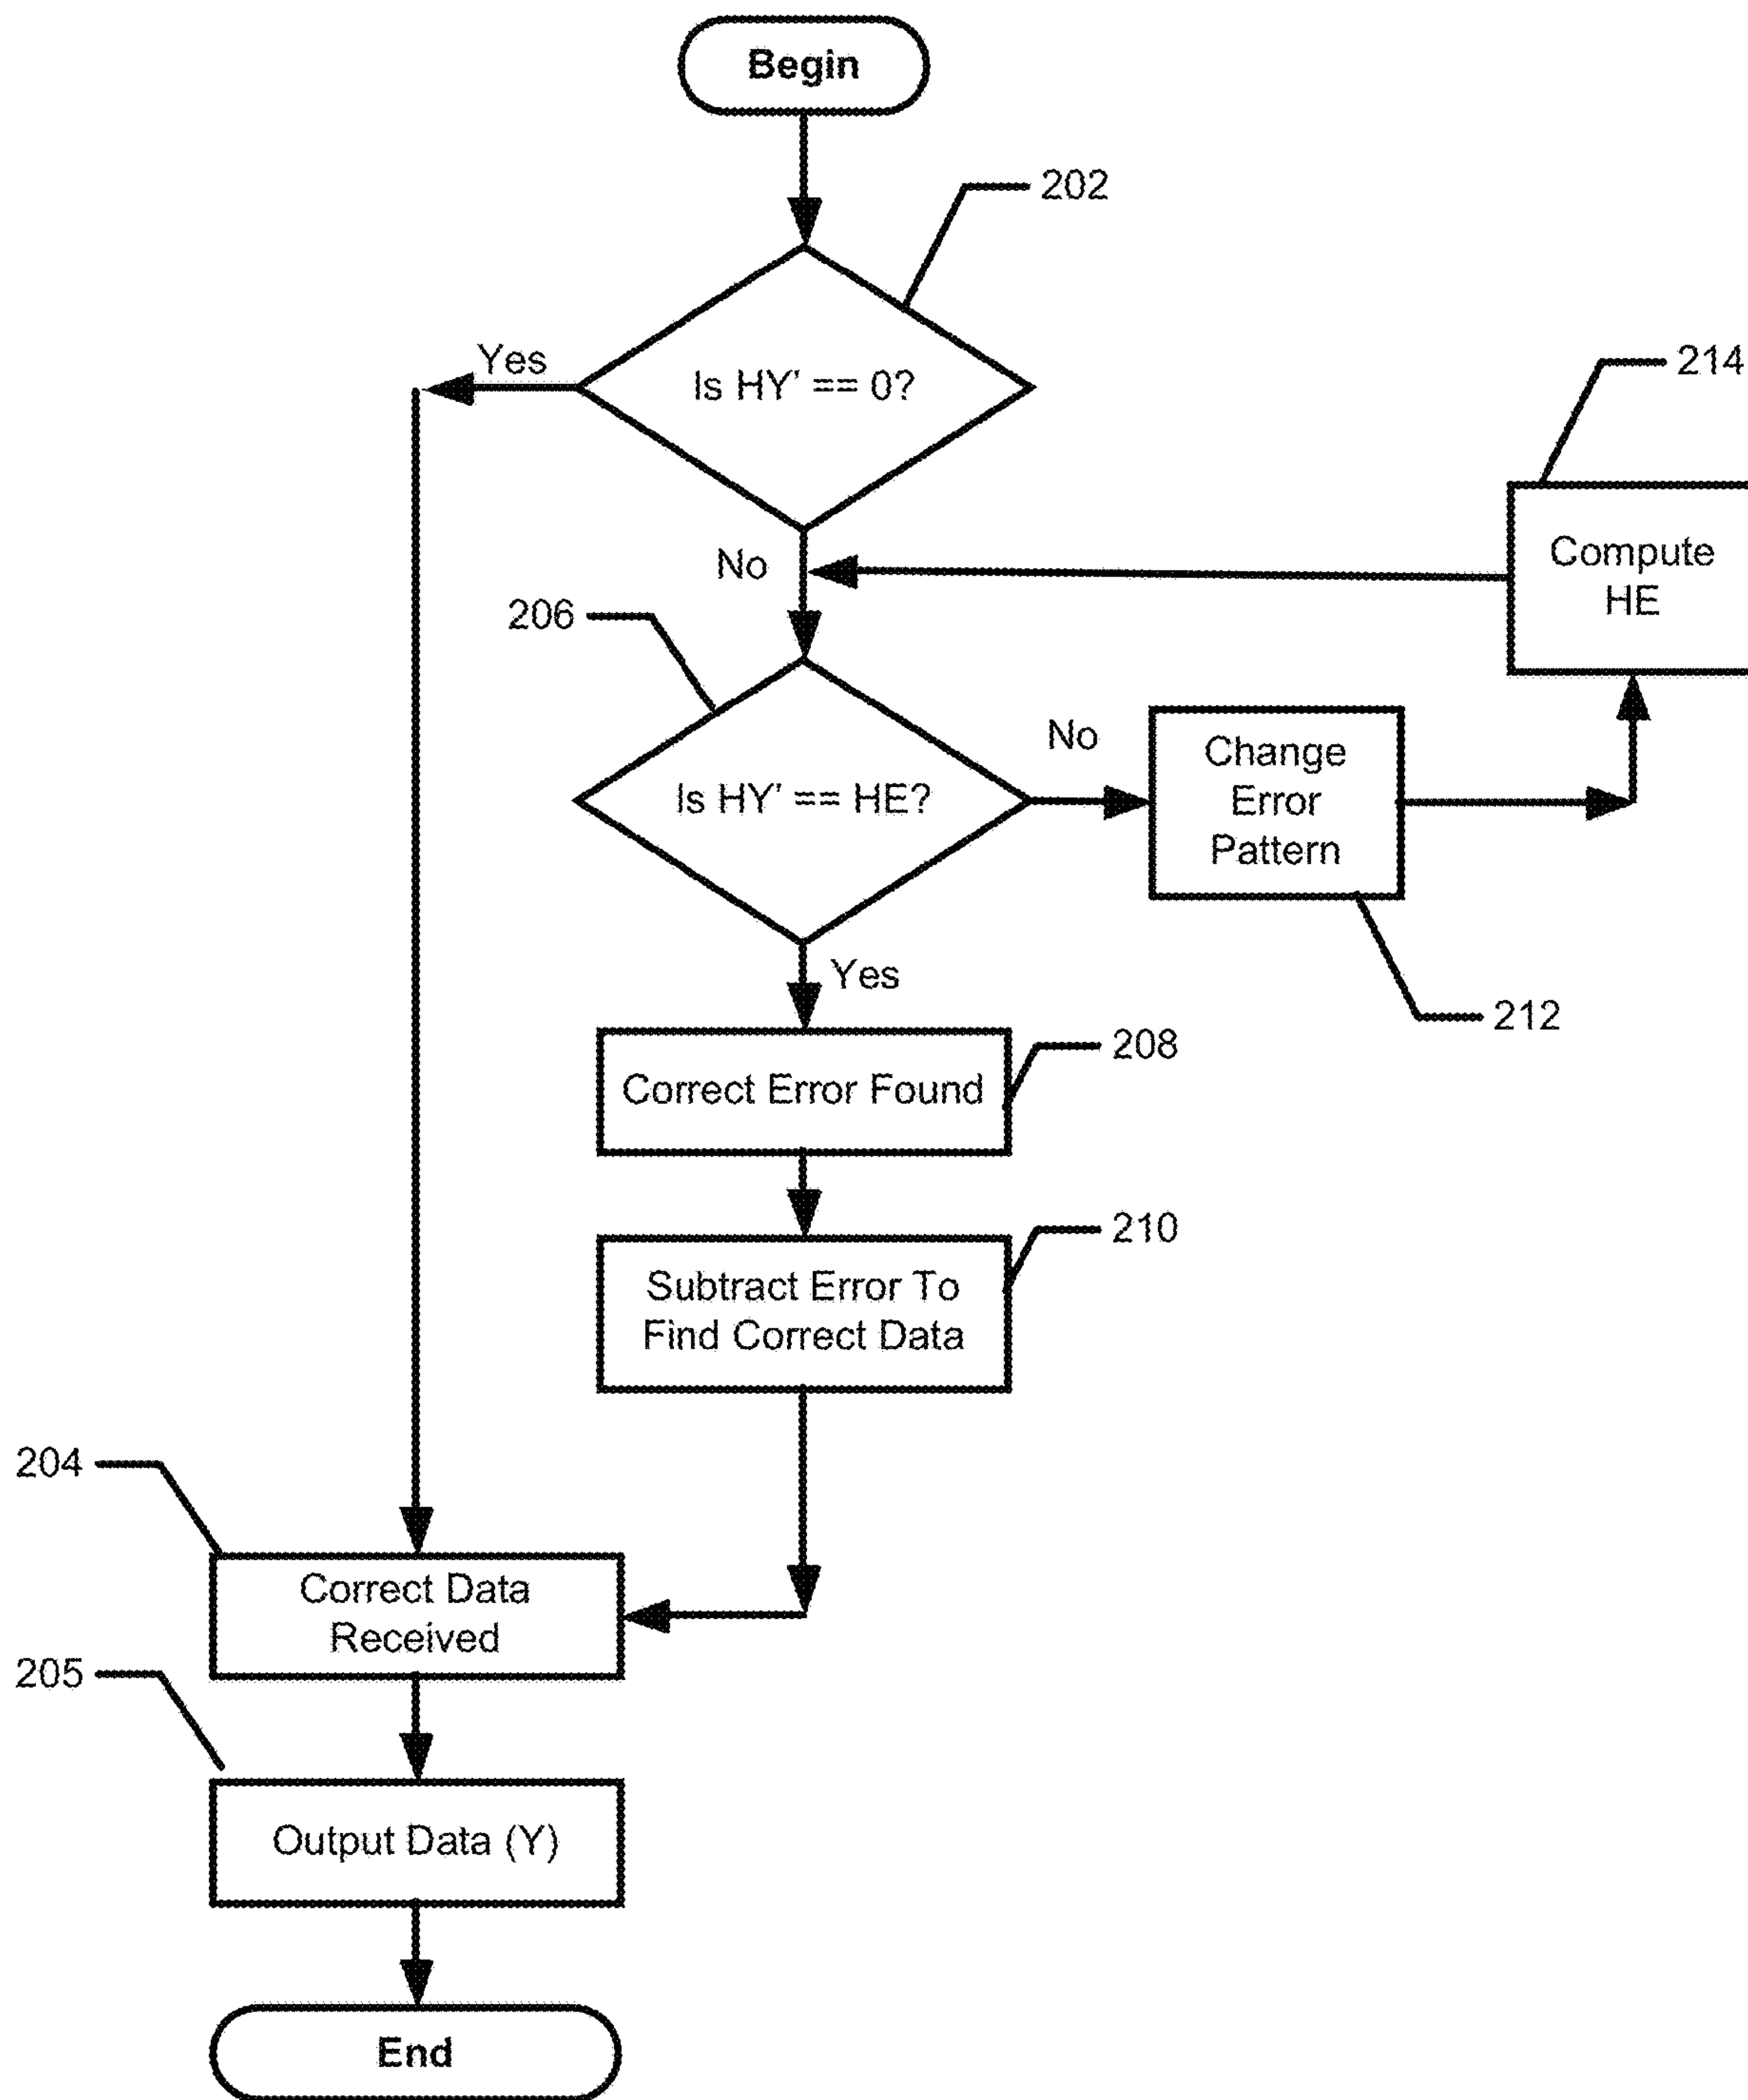 Begin
202
Is HY' == 0?
Yes
214
Compute
HE
No
206
Is HY' == HE?
No
Change
Error
Pattern
212
Yes
208
Correct Error Found
210
Subtract Error To
Find Correct Data
204
Correct Data
Received
205
Output Data (Y)
End